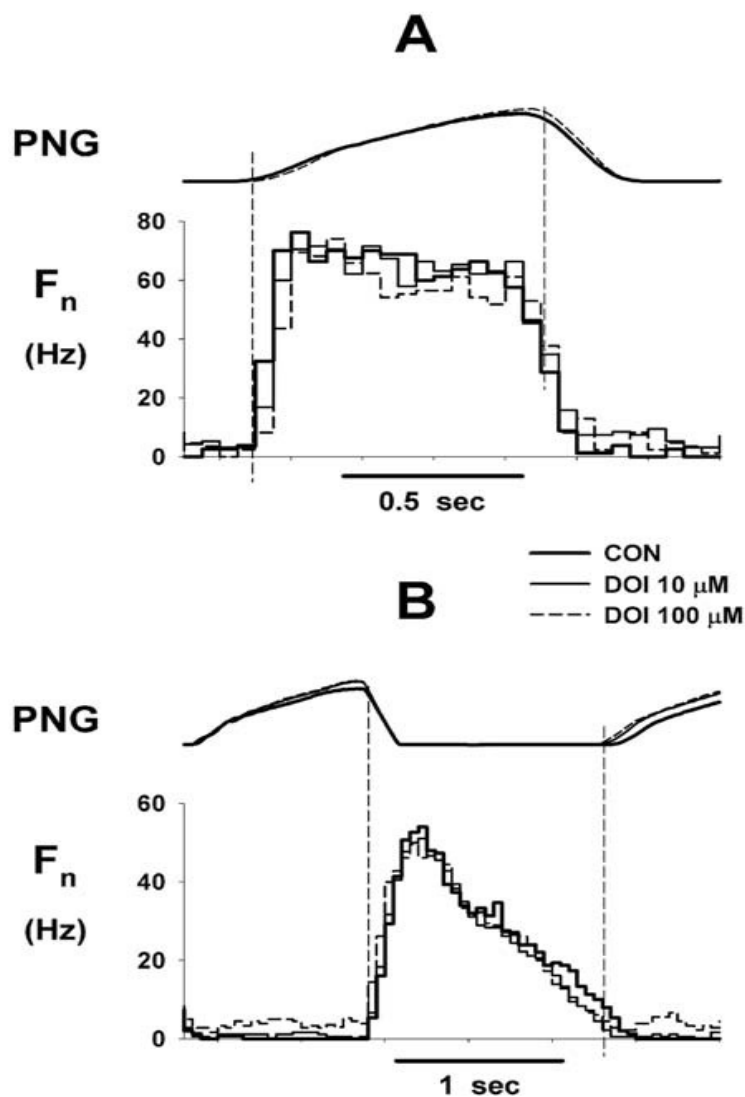 A
PNG
80
60
40
20
0
Fn
(Hz)
0.5 sec
CON
DOI 10 μM
DOI 100 μM
B
PNG
60
40
20
0
Fn
(Hz)
1 sec